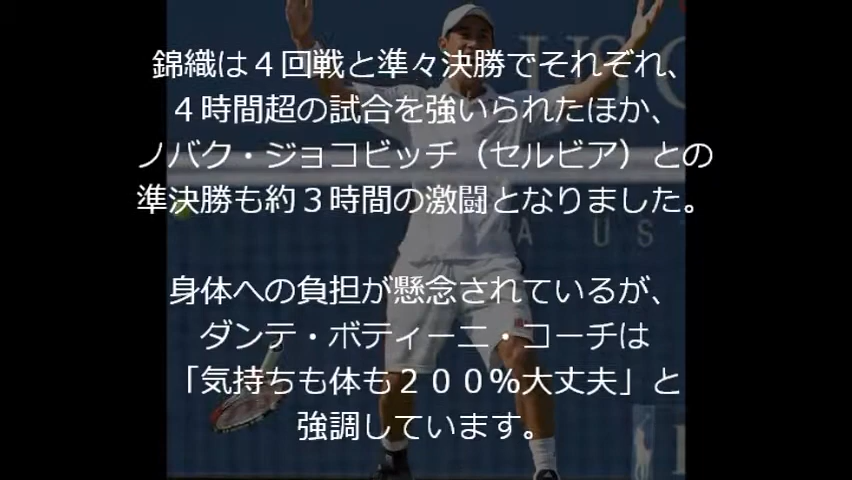 錦織は４回戦と準々決勝でそれぞれ、
４時間超の試合を強いられたほか、
ノバク・ジョコビッチ（セルビア）との
準決勝も約３時間の激闘となりました。
身体への負担が懸念されているが、
ダンテ・ボティーニ・コーチは
「気持ちも体も２００％大丈夫」と
強調しています。
US O
A US